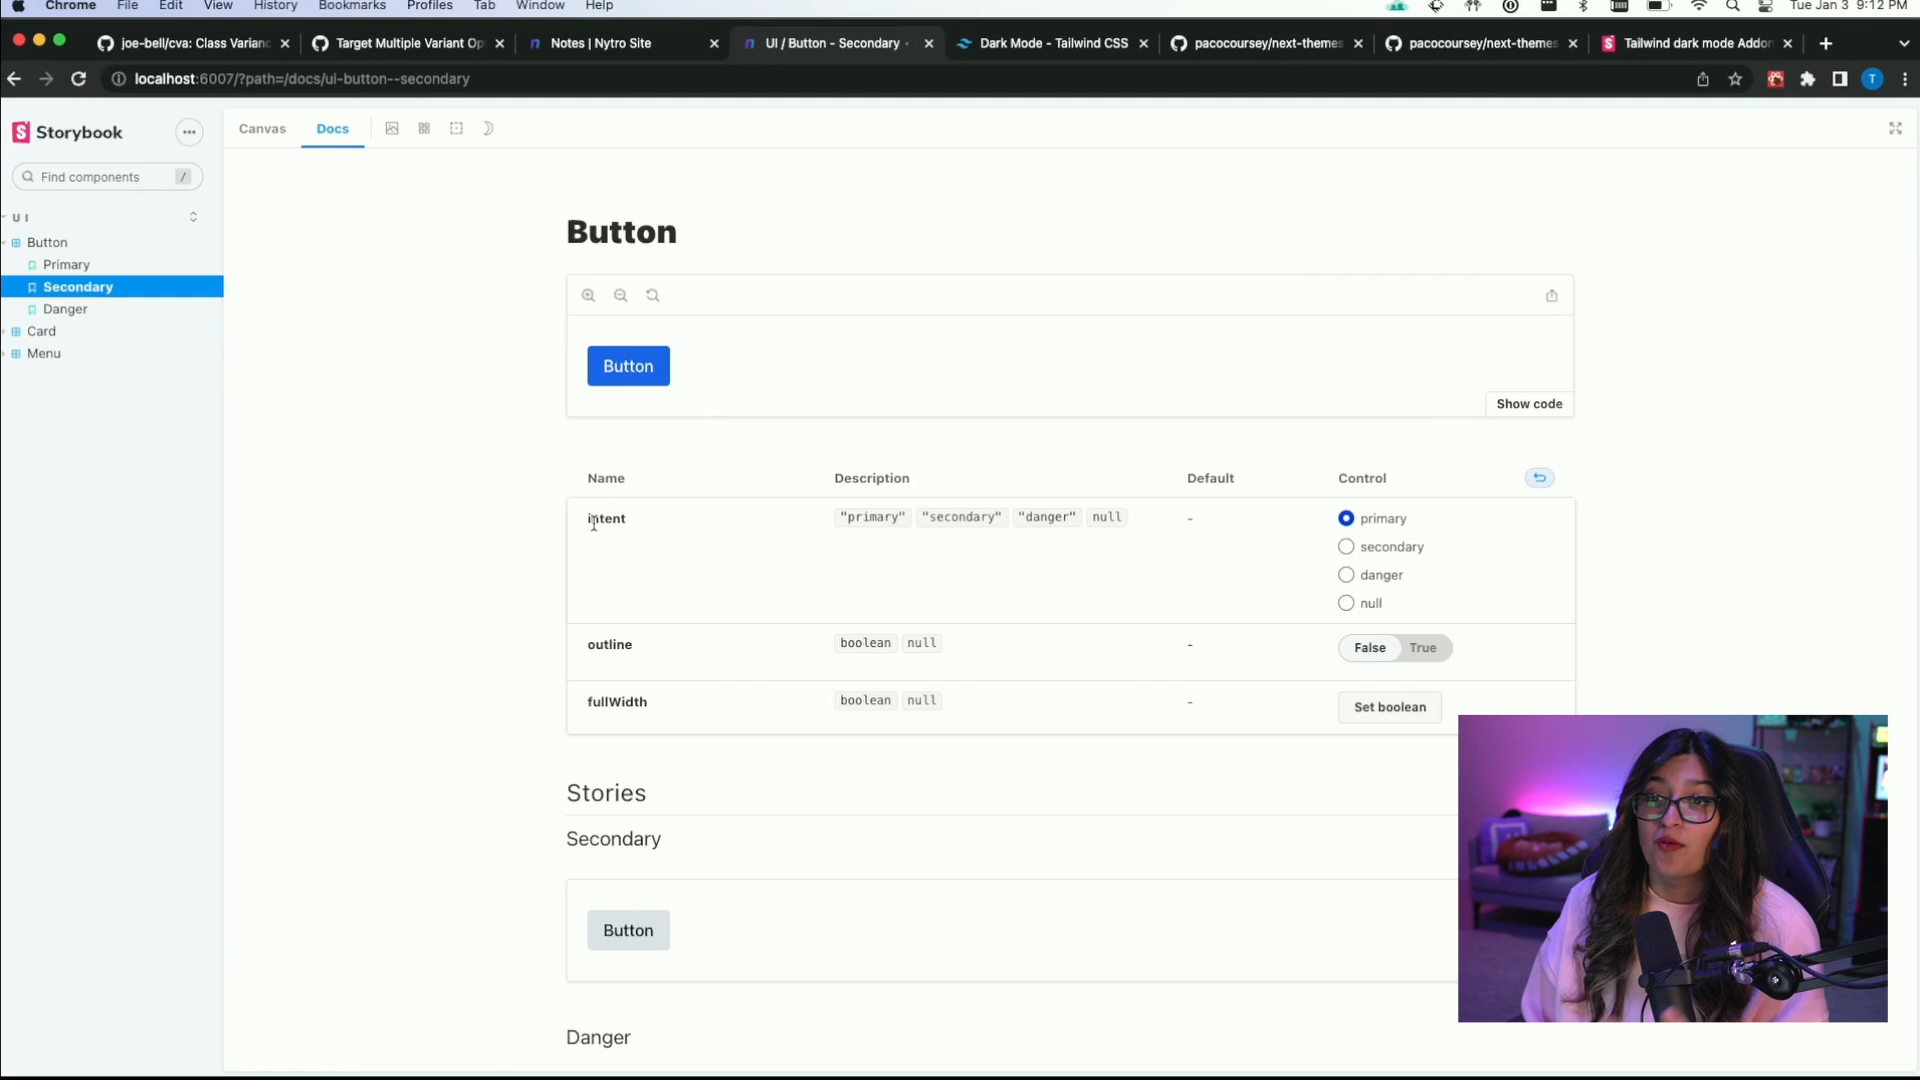 Chrome File Edit View History Bookmarks Profiles Tab Window Help Tue Jan 3 9:12 PM
joe-bell/cva: Class Varianc Target Multiple Variant Op Notes | Nytro Site UI / Button - Secondary · Dark Mode - Tailwind CSS pacocoursey/next-themes pacocoursey/next-themes Tailwind dark mode Addon
localhost:6007/?path=/docs/ui-button--secondary T
Storybook
Find components /
UI
Button
Primary
Secondary
Danger
Card
Menu
Canvas Docs
Button
Button
Show code
Name Description Default Control
intent "primary" "secondary" "danger" null - primary
secondary
danger
null
outline boolean null - False True
fullWidth boolean null - Set boolean
Stories
Secondary
Button
Danger